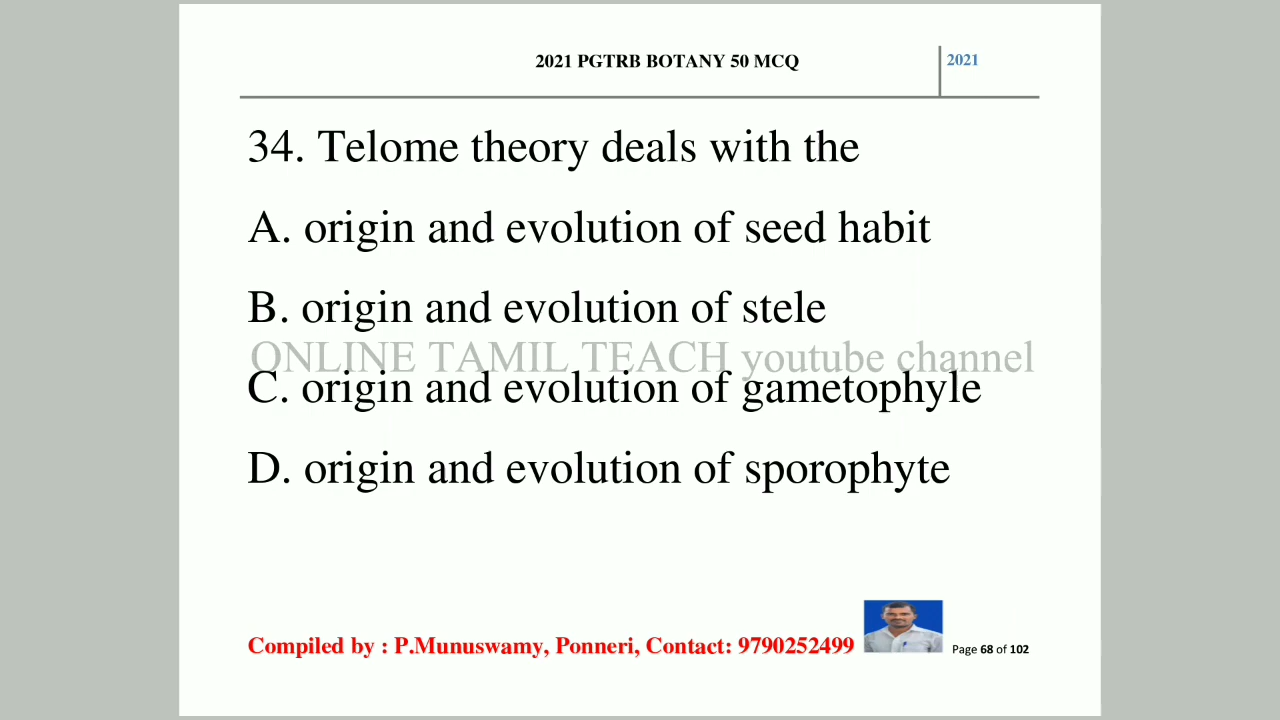 2021 PGTRB BOTANY 50 MCQ
2021
34. Telome theory deals with the
A. origin and evolution of seed habit
B. origin and evolution of stele
ONLINE TAMIL TEACH youtube channel
C. origin and evolution of gametophyle
D. origin and evolution of sporophyte
Compiled by : P.Munuswamy, Ponneri, Contact: 9790252499
Page 68 of 102